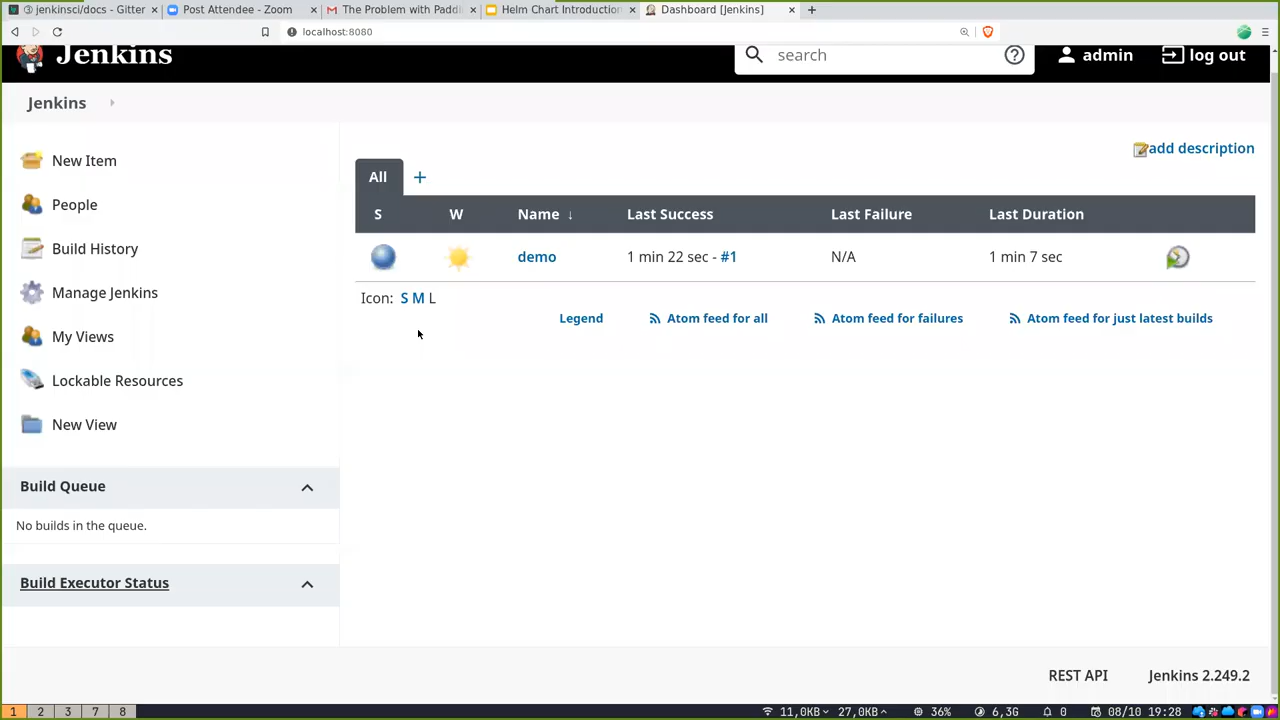 ③ jenkinsci/docs - Gitter
Post Attendee - Zoom
The Problem with Paddi
Helm Chart Introduction
Dashboard [Jenkins]
localhost:8080
Jenkins
search
admin
log out
Jenkins
New Item
People
Build History
Manage Jenkins
My Views
Lockable Resources
New View
Build Queue
No builds in the queue.
Build Executor Status
add description
All +
S W Name ↓ Last Success Last Failure Last Duration
demo 1 min 22 sec - #1 N/A 1 min 7 sec
Icon: S M L
Legend Atom feed for all Atom feed for failures Atom feed for just latest builds
REST API Jenkins 2.249.2
1 2 3 7 8 11,0KB 27,0KB 36% 6,3G 0 08/10 19:28